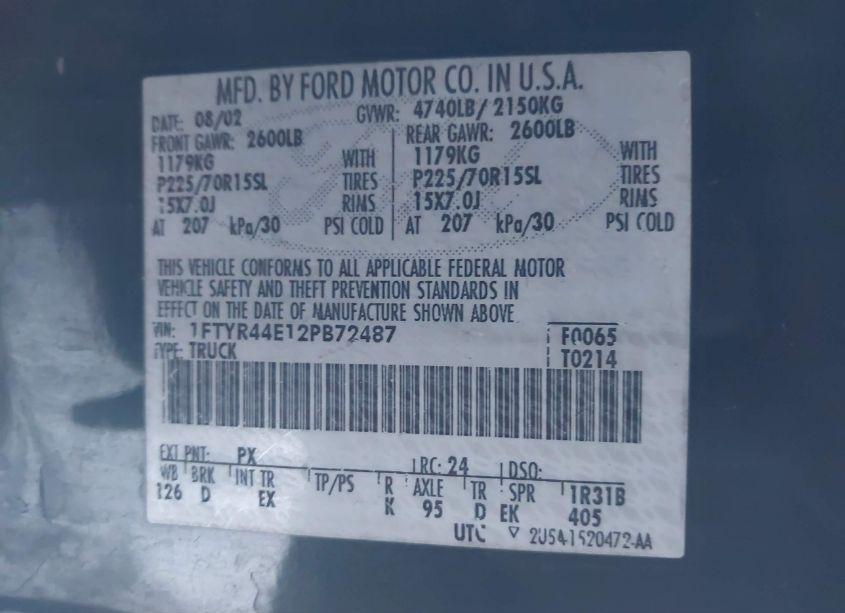 MFD. BY FORD MOTOR CO. IN U.S.A.
DATE: 08/02 GVWR: 4740LB/ 2150KG
FRONT GAWR: 2600LB REAR GAWR: 2600LB
1179KG WITH 1179KG WITH
P225/70R15SL TIRES P225/70R15SL TIRES
15X7.0J RIMS 15X7.0J RIMS
AT 207 kPa/30 PSI COLD AT 207 kPa/30 PSI COLD
THIS VEHICLE CONFORMS TO ALL APPLICABLE FEDERAL MOTOR
VEHICLE SAFETY AND THEFT PREVENTION STANDARDS IN
EFFECT ON THE DATE OF MANUFACTURE SHOWN ABOVE
VIN: 1FTYR44E12PB72487 F0065
TYPE: TRUCK T0214
EXT PNT: PX RC: 24 DSO:
WB BRK INT TR TP/PS R AXLE TR SPR 1R31B
126 D EX K 95 D EK 405
UTC ▽ 2U54-1520472-AA